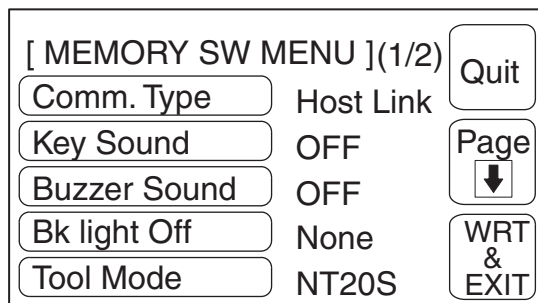 [ MEMORY SW MENU ](1/2)
Quit
Comm. Type Host Link
Key Sound OFF
Page
Buzzer Sound OFF
Bk light Off None
WRT
&
EXIT
Tool Mode NT20S